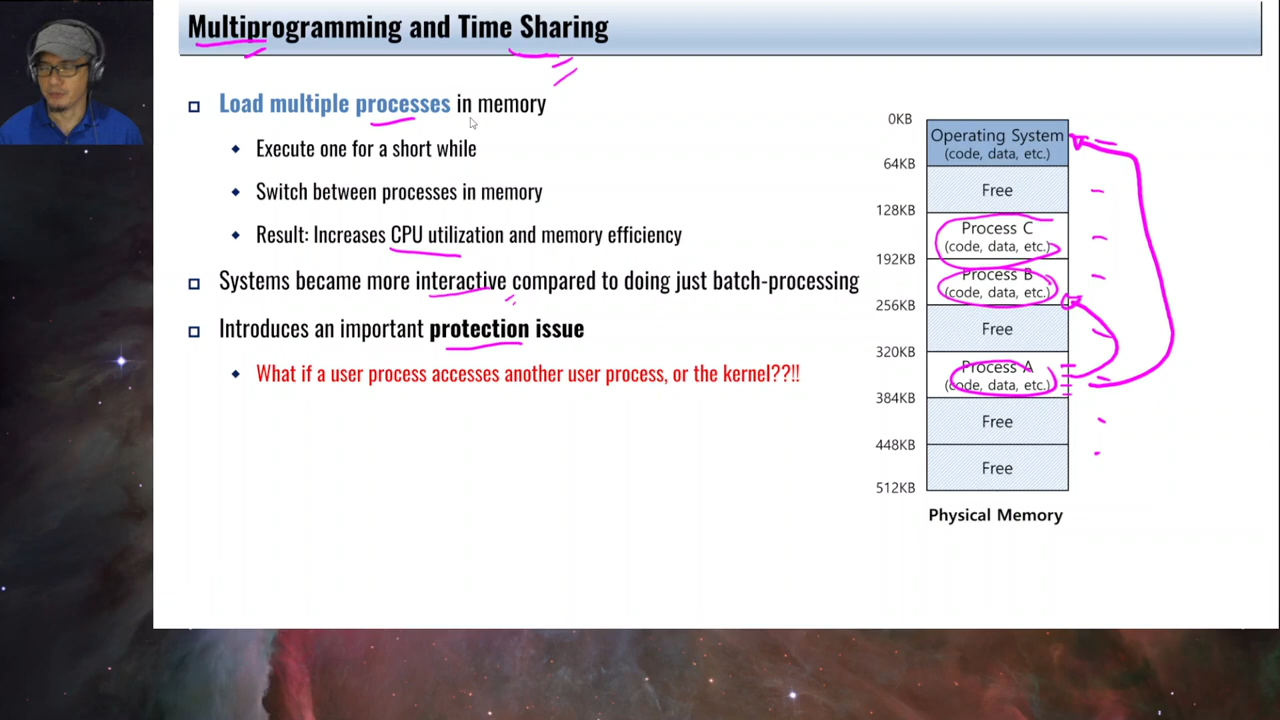 Multiprogramming and Time Sharing
Load multiple processes in memory
Execute one for a short while
Switch between processes in memory
Result: Increases CPU utilization and memory efficiency
Systems became more interactive compared to doing just batch-processing
Introduces an important protection issue
What if a user process accesses another user process, or the kernel??!!
0KB
Operating System
(code, data, etc.)
64KB
Free
128KB
Process C
(code, data, etc.)
192KB
Process B
(code, data, etc.)
256KB
Free
320KB
Process A
(code, data, etc.)
384KB
Free
448KB
Free
512KB
Physical Memory